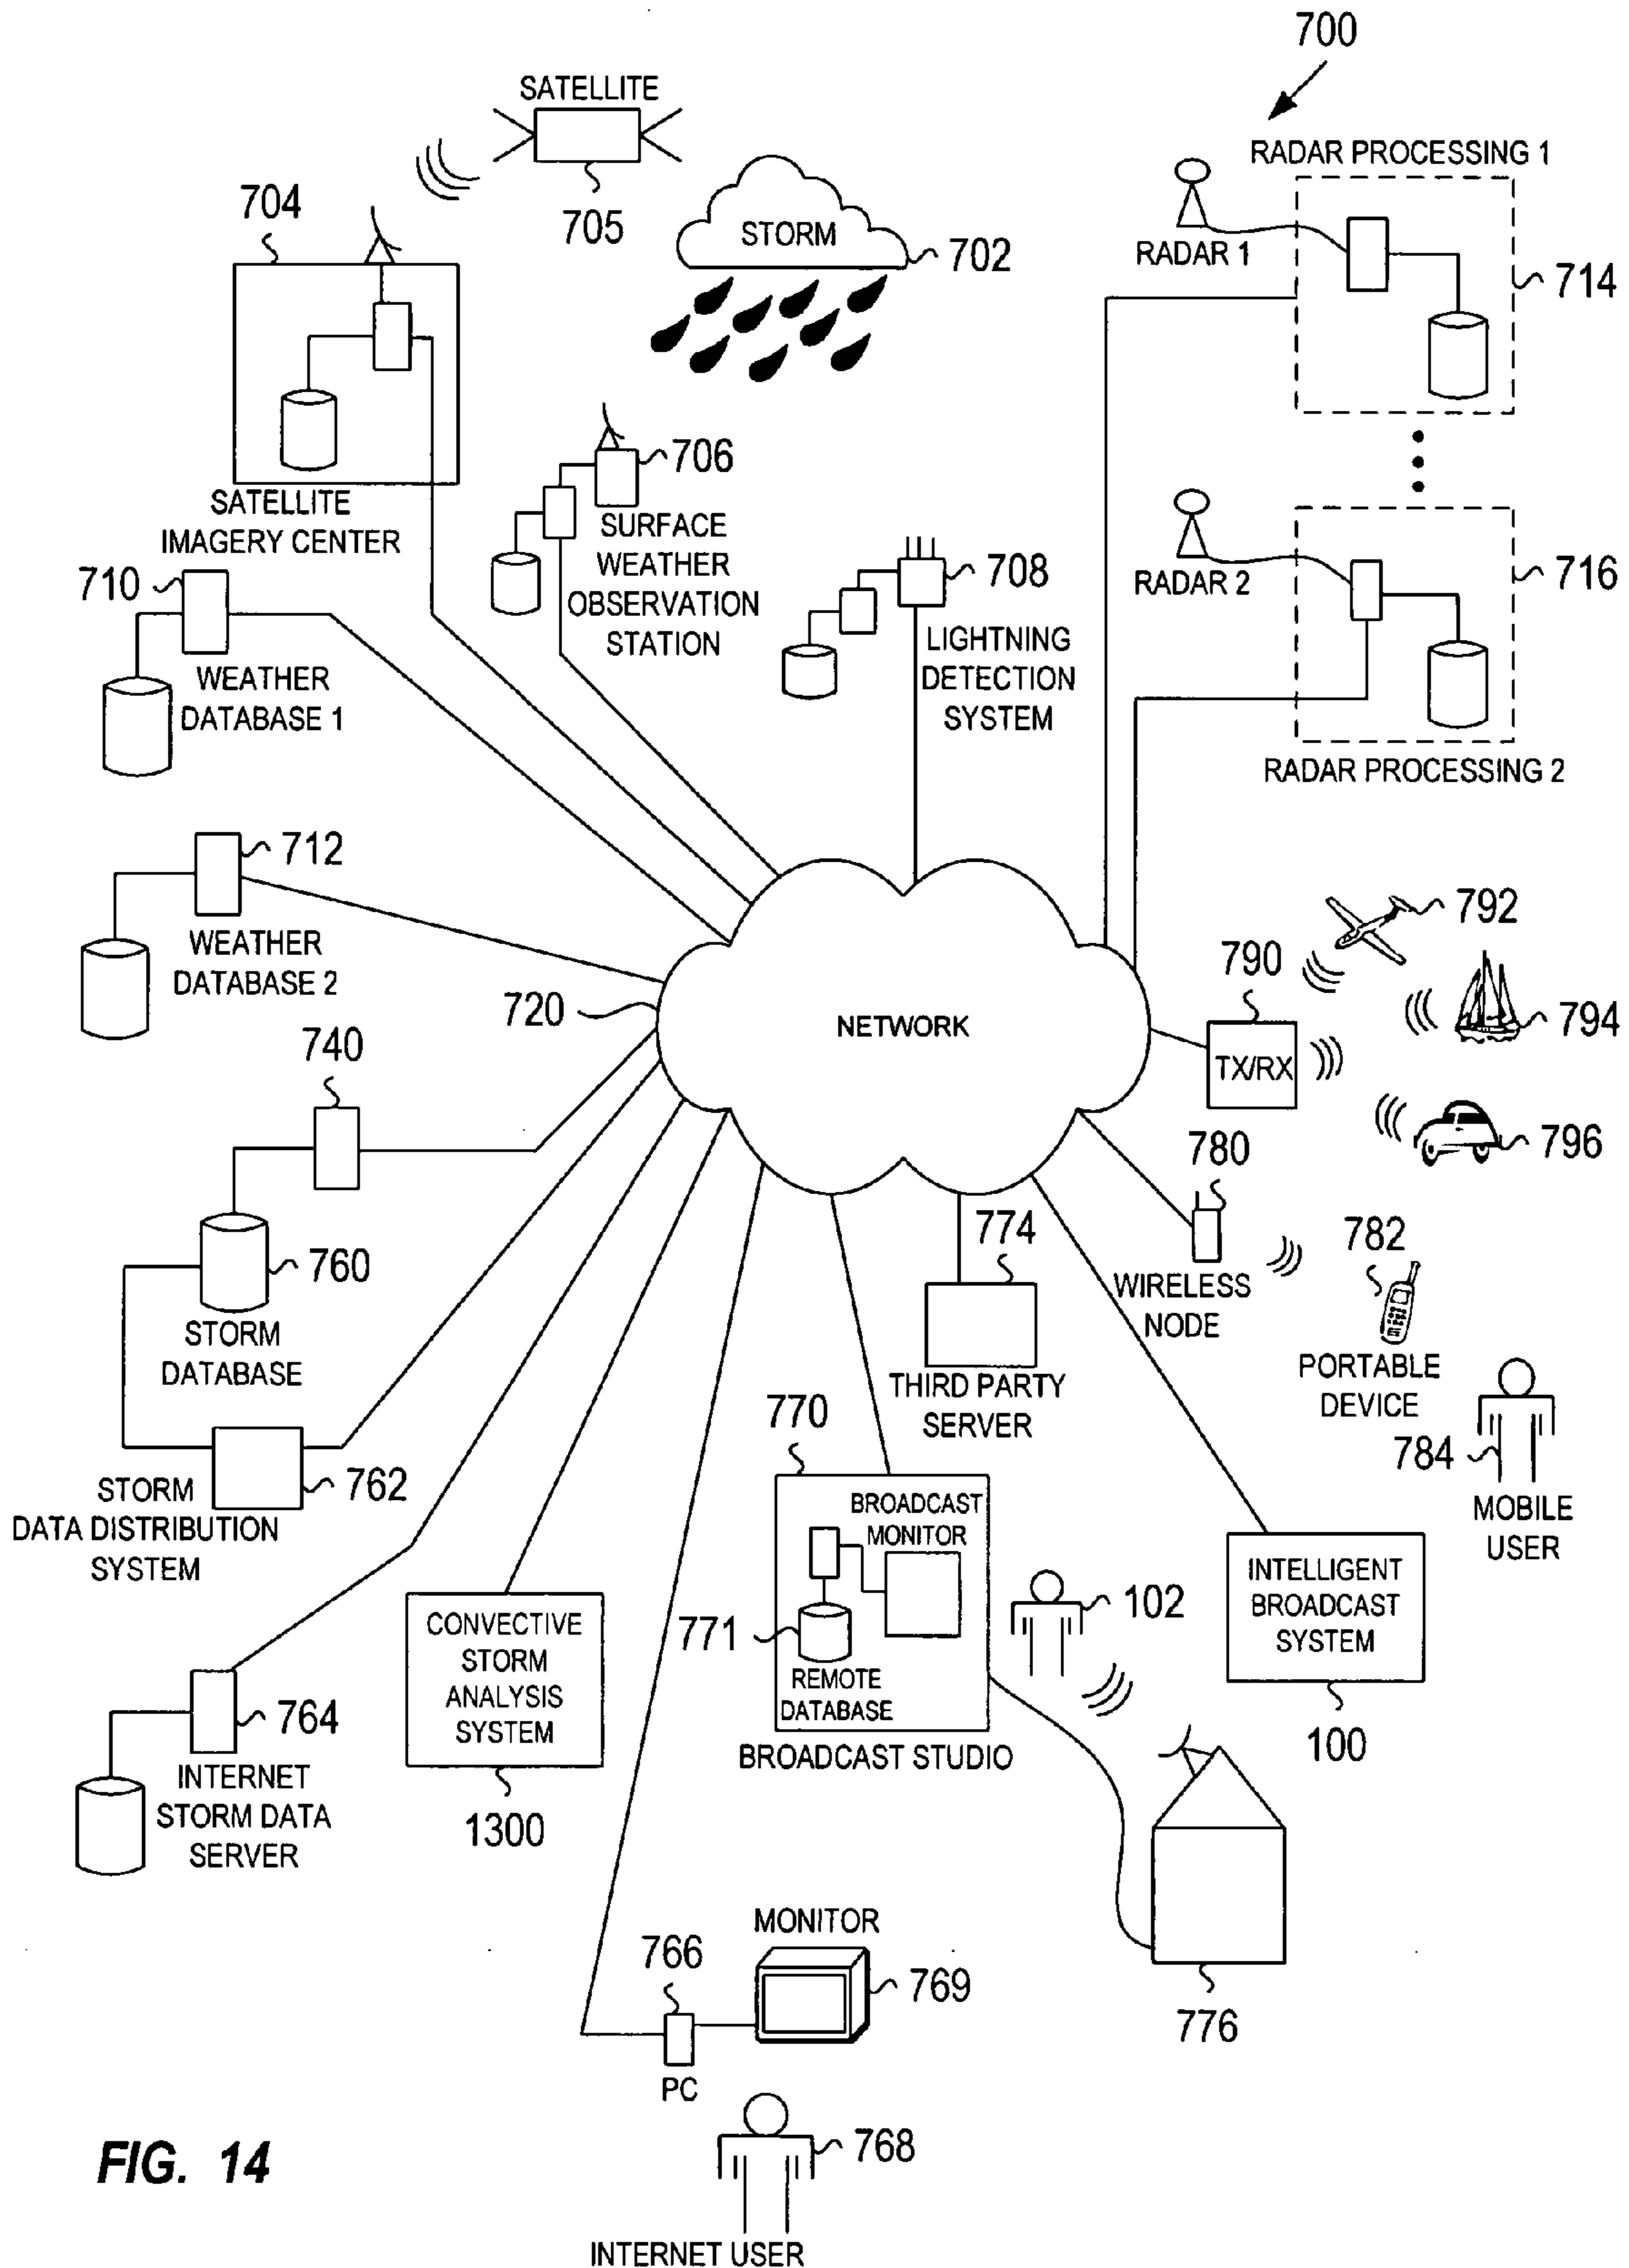 700
SATELLITE
705
STORM
702
704
SATELLITE
IMAGERY CENTER
RADAR PROCESSING 1
RADAR 1
714
706
SURFACE
WEATHER
OBSERVATION
STATION
708
LIGHTNING
DETECTION
SYSTEM
RADAR 2
716
RADAR PROCESSING 2
710
WEATHER
DATABASE 1
712
WEATHER
DATABASE 2
720
NETWORK
792
790
TX/RX
794
796
740
760
STORM
DATABASE
780
WIRELESS
NODE
782
PORTABLE
DEVICE
784
MOBILE
USER
774
THIRD PARTY
SERVER
762
STORM
DATA DISTRIBUTION
SYSTEM
770
BROADCAST
MONITOR
771
REMOTE
DATABASE
BROADCAST STUDIO
102
INTELLIGENT
BROADCAST
SYSTEM
100
764
INTERNET
STORM DATA
SERVER
CONVECTIVE
STORM
ANALYSIS
SYSTEM
1300
776
MONITOR
766
769
PC
768
INTERNET USER
FIG. 14